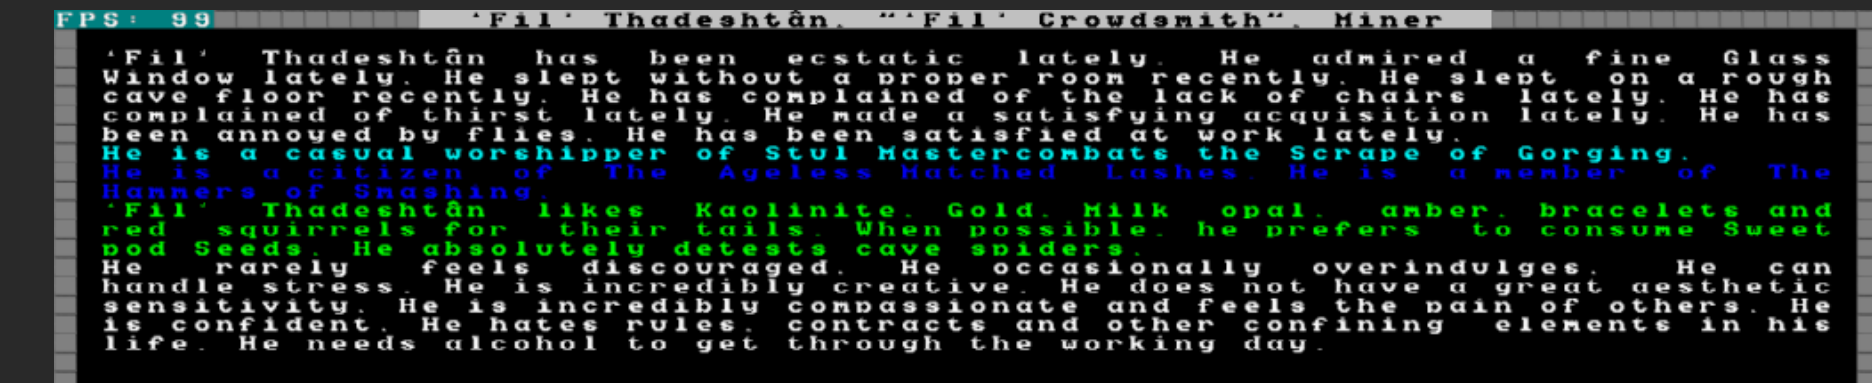 FPS: 99
'Fil' Thadeshtân, "'Fil' Crowdsmith", Miner
'Fil' Thadeshtân has been ecstatic lately. He admired a fine Glass
Window lately. He slept without a proper room recently. He slept on a rough
cave floor recently. He has complained of the lack of chairs lately. He has
complained of thirst lately. He made a satisfying acquisition lately. He has
been annoyed by flies. He has been satisfied at work lately.
He is a casual worshipper of Stul Mastercombats the Scrape of Gorging.
He is a citizen of The Ageless Matched Lashes. He is a member of The
Hammers of Smashing.
'Fil' Thadeshtân likes Kaolinite, Gold, Milk opal, amber, bracelets and
red squirrels for their tails. When possible, he prefers to consume Sweet
pod Seeds. He absolutely detests cave spiders.
He rarely feels discouraged. He occasionally overindulges. He can
handle stress. He is incredibly creative. He does not have a great aesthetic
sensitivity. He is incredibly compassionate and feels the pain of others. He
is confident. He hates rules, contracts and other confining elements in his
life. He needs alcohol to get through the working day.